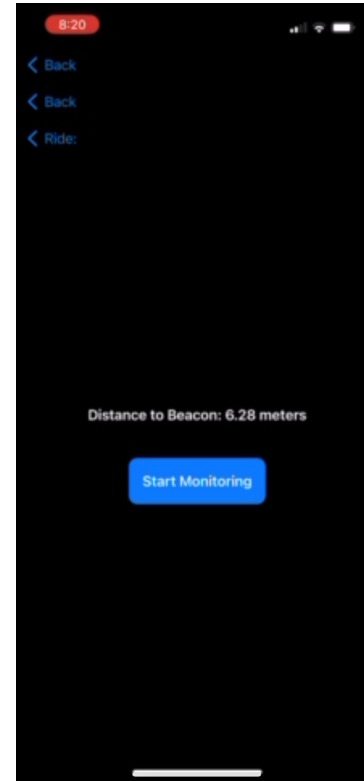 8:20
Back
Back
Ride:
Distance to Beacon: 6.28 meters
Start Monitoring